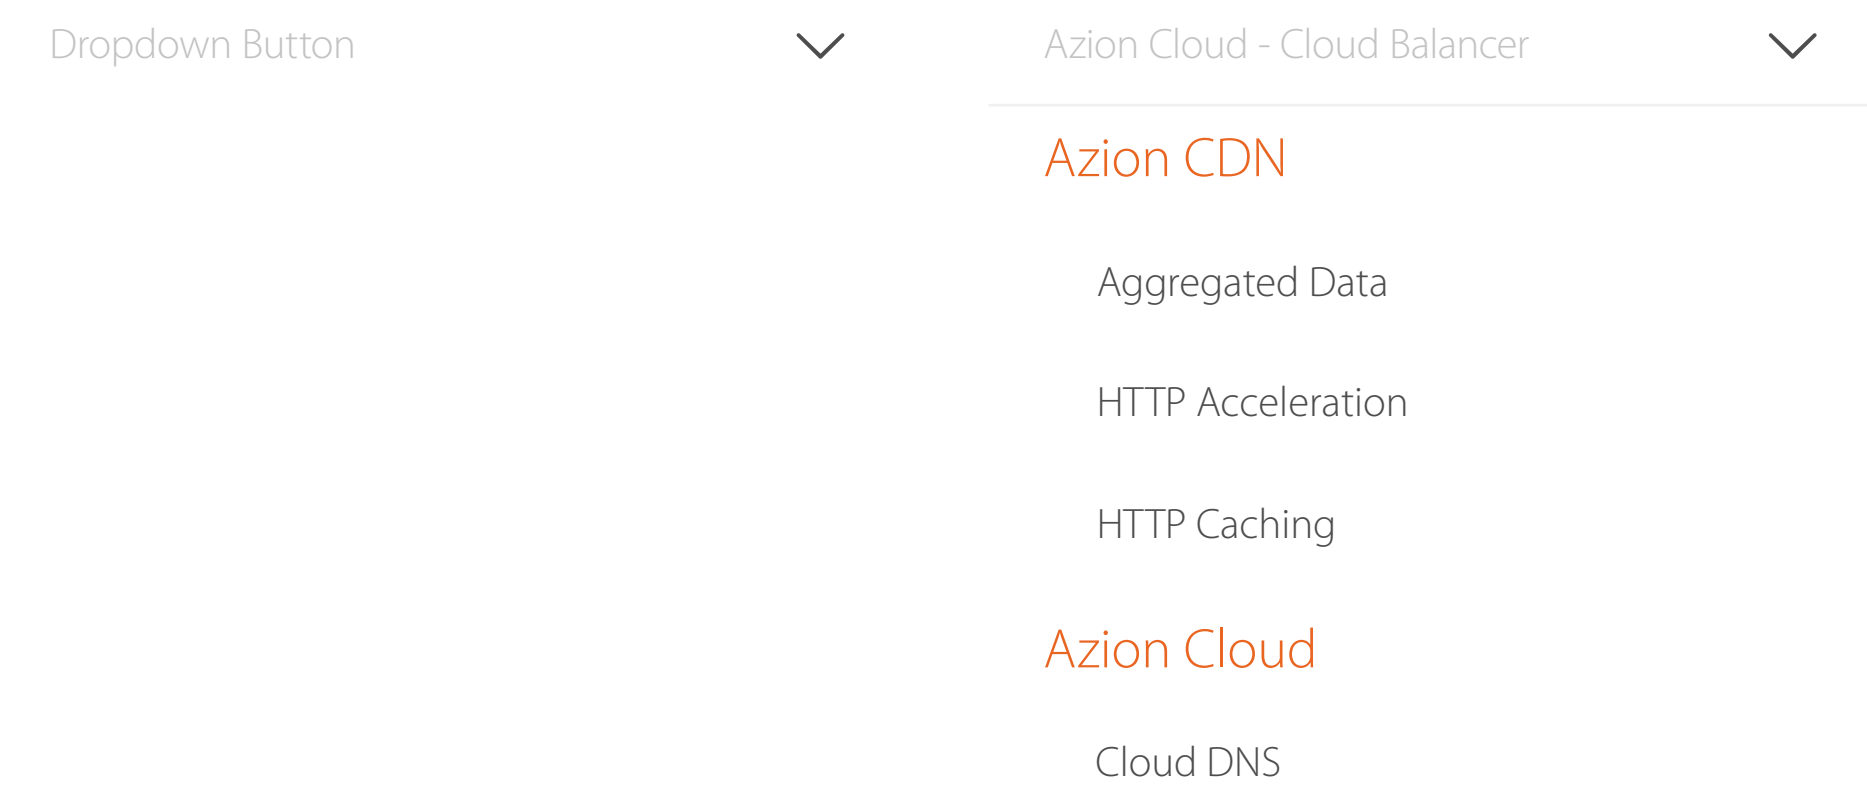 Dropdown Button
Azion Cloud - Cloud Balancer
Azion CDN
Aggregated Data
HTTP Acceleration
HTTP Caching
Azion Cloud
Cloud DNS